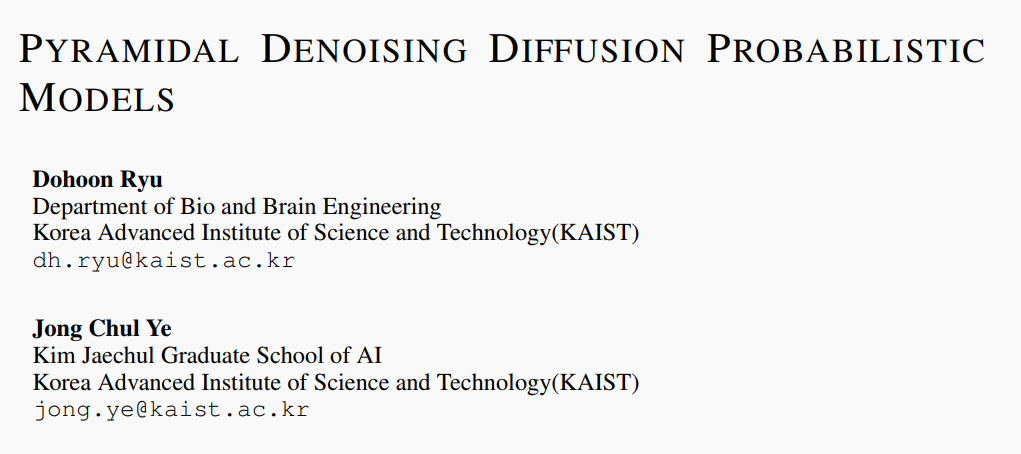 PYRAMIDAL DENOISING DIFFUSION PROBABILISTIC
MODELS
Dohoon Ryu
Department of Bio and Brain Engineering
Korea Advanced Institute of Science and Technology(KAIST)
dh.ryu@kaist.ac.kr
Jong Chul Ye
Kim Jaechul Graduate School of AI
Korea Advanced Institute of Science and Technology(KAIST)
jong.ye@kaist.ac.kr